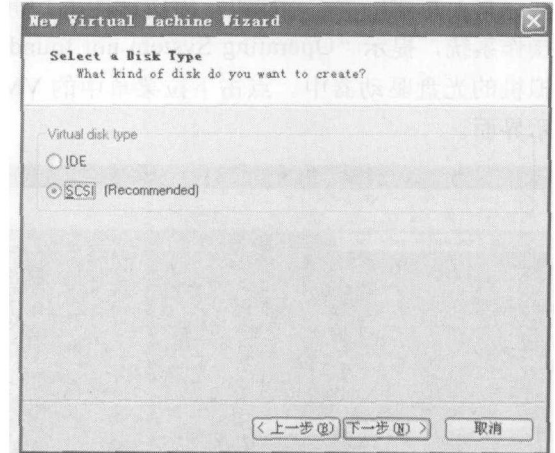 New Virtual Machine Wizard
Select a Disk Type
What kind of disk do you want to create?
Virtual disk type
IDE
SCSI (Recommended)
< 上一步(B)
下一步(N) >
取消